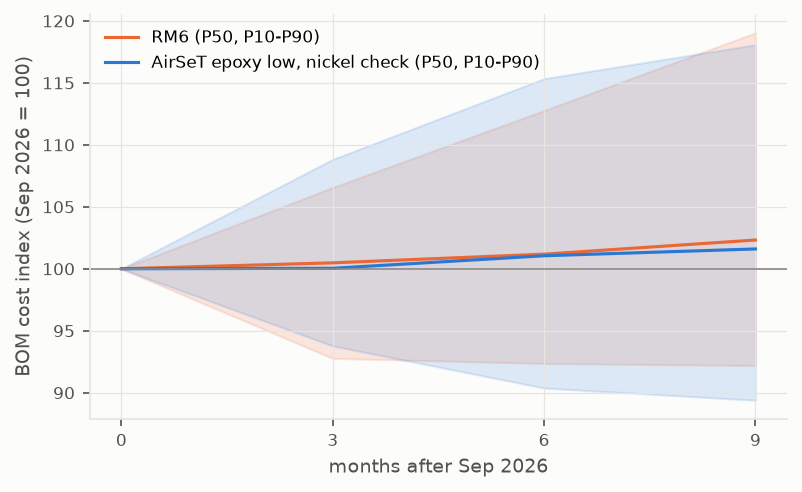 120
115
110
105
100
95
90
BOM cost index (Sep 2026 = 100)
RM6 (P50, P10-P90)
AirSeT epoxy low, nickel check (P50, P10-P90)
0
3
6
9
months after Sep 2026